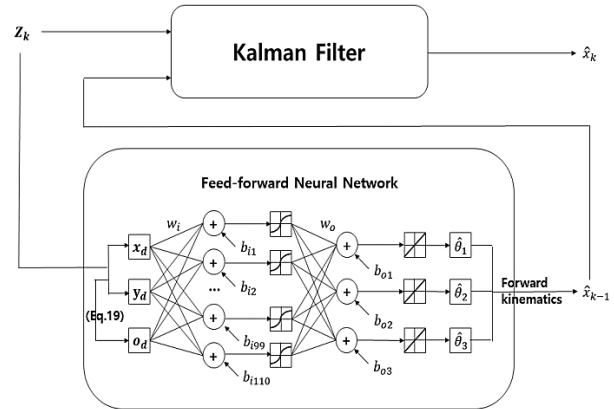 Z_k
Kalman Filter
x̂_k
Feed-forward Neural Network
w_i
w_o
x_d
+
b_i1
+
b_o1
θ̂_1
y_d
+
b_i2
...
+
b_o2
θ̂_2
Forward kinematics
x̂_{k-1}
(Eq.19)
o_d
+
b_i99
+
b_o3
θ̂_3
+
b_i110